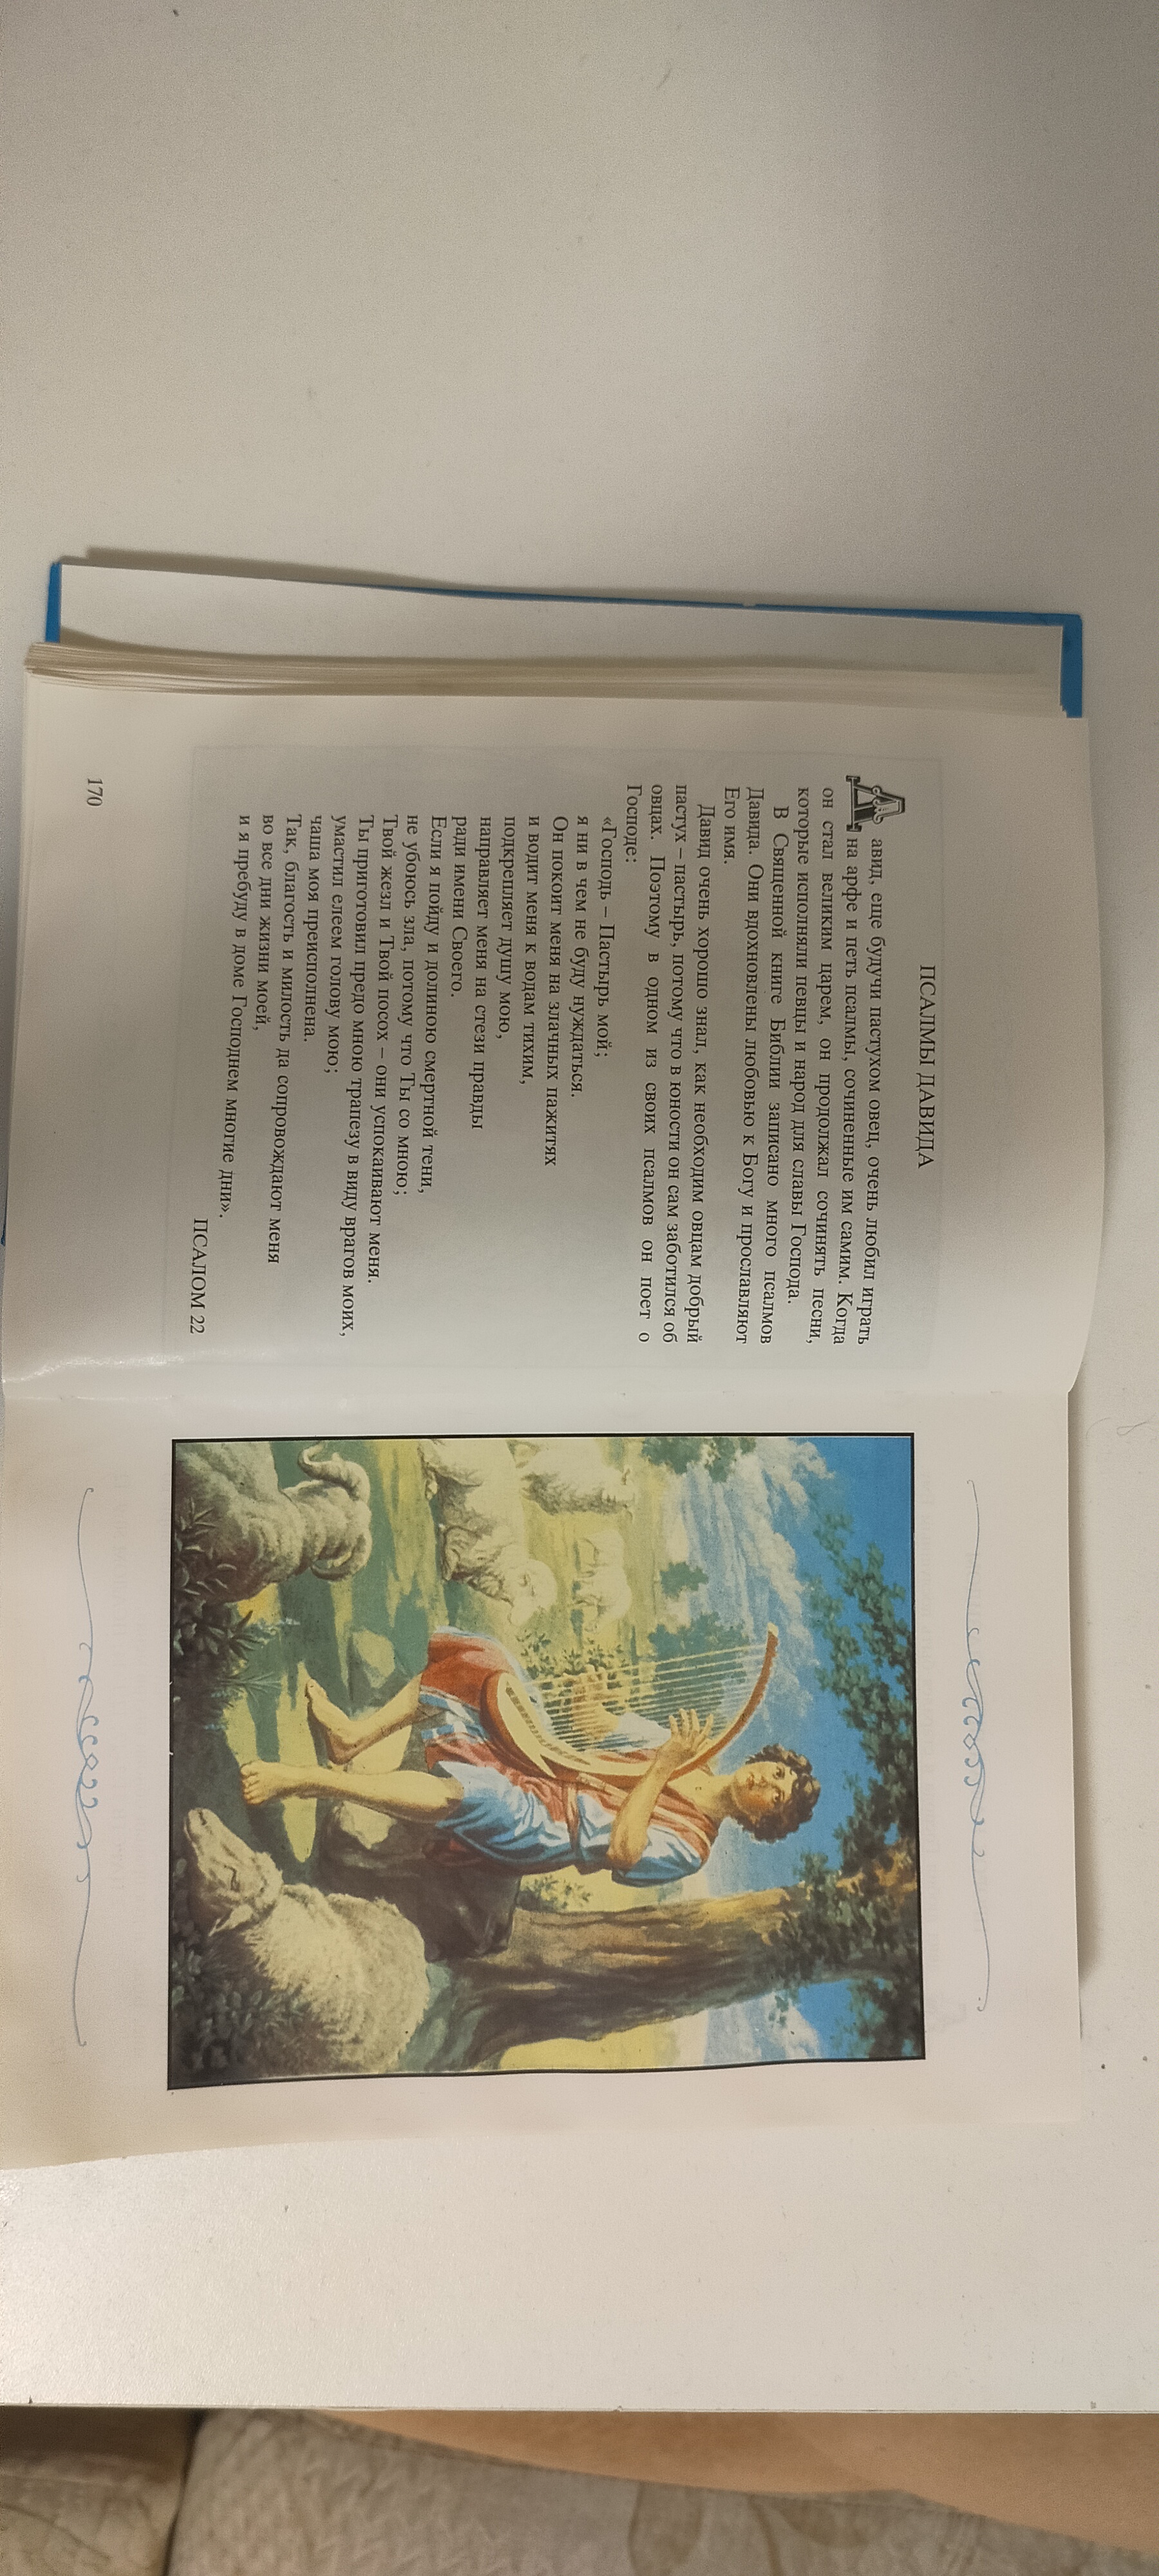 ПСАЛМЫ ДАВИДА
Давид, еще будучи пастухом овец, очень любил играть
на арфе и петь псалмы, сочиненные им самим. Когда
он стал великим царем, он продолжал сочинять песни,
которые исполняли певцы и народ для славы Господа.
В Священной книге Библии записано много псалмов
Давида. Они вдохновлены любовью к Богу и прославляют
Его имя.
Давид очень хорошо знал, как необходим овцам добрый
пастух – пастырь, потому что в юности он сам заботился об
овцах. Поэтому в одном из своих псалмов он поет о
Господе:
«Господь – Пастырь мой;
я ни в чем не буду нуждаться.
Он покоит меня на злачных пажитях
и водит меня к водам тихим,
подкрепляет душу мою,
направляет меня на стези правды
ради имени Своего.
Если я пойду и долиною смертной тени,
не убоюсь зла, потому что Ты со мною;
Твой жезл и Твой посох – они успокаивают меня.
Ты приготовил предо мною трапезу в виду врагов моих,
умастил елеем голову мою;
чаша моя преисполнена.
Так, благость и милость да сопровождают меня
во все дни жизни моей,
и я пребуду в доме Господнем многие дни».
ПСАЛОМ 22
170